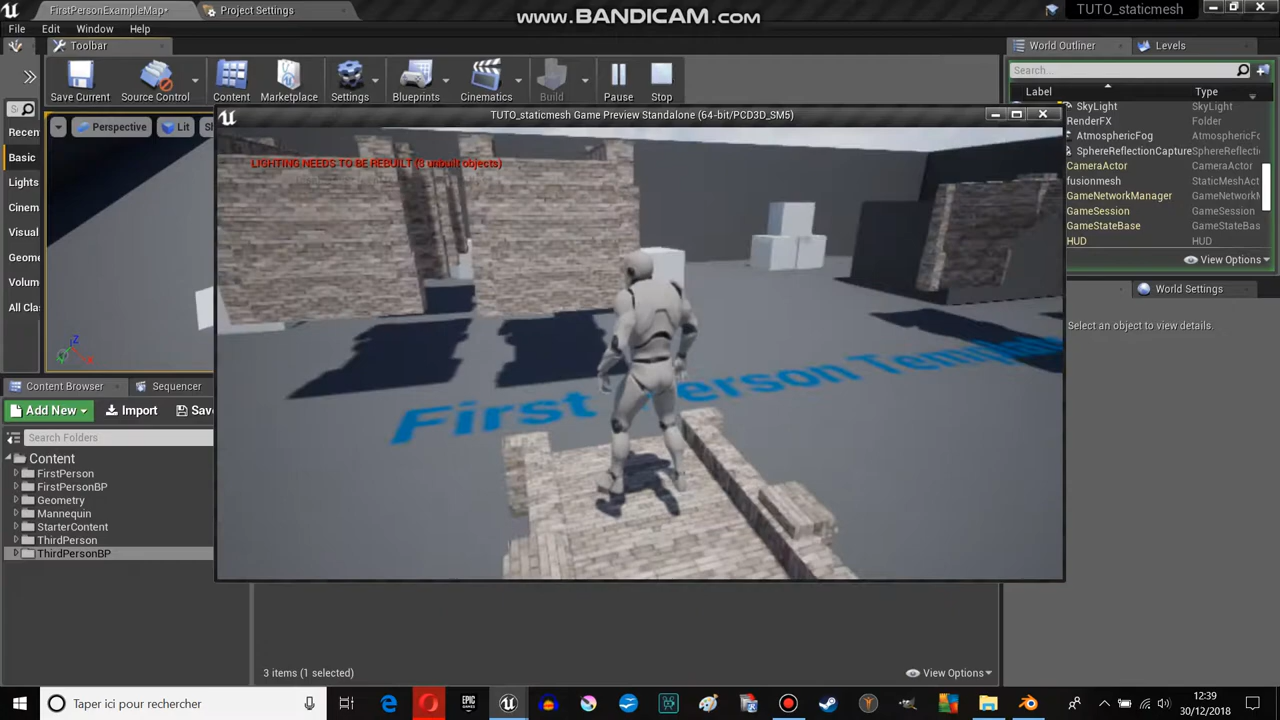 FirstPersonExampleMap*
Project Settings
www.BANDICAM.com
TUTO_staticmesh
File Edit Window Help
Toolbar
World Outliner
Levels
Save Current
Source Control
Content
Marketplace
Settings
Blueprints
Cinematics
Build
Pause
Stop
Search...
Label
Type
SkyLight SkyLight
RenderFX Folder
AtmosphericFog AtmosphericFog
SphereReflectionCapture SphereReflec
CameraActor CameraActor
fusionmesh StaticMeshAct
GameNetworkManager GameNetworkM
GameSession GameSession
GameStateBase GameStateBas
HUD HUD
View Options
Perspective
Lit
Sh
TUTO_staticmesh Game Preview Standalone (64-bit/PCD3D_SM5)
LIGHTING NEEDS TO BE REBUILT (8 unbuilt objects)
Recen
Basic
Lights
Cinem
Visual
Geome
Volum
All Clas
First Person Template
World Settings
Select an object to view details.
Content Browser
Sequencer
Add New
Import
Save
Search Folders
Content
FirstPerson
FirstPersonBP
Geometry
Mannequin
StarterContent
ThirdPerson
ThirdPersonBP
3 items (1 selected)
View Options
Z
X
Taper ici pour rechercher
EPIC GAMES
12:39
30/12/2018